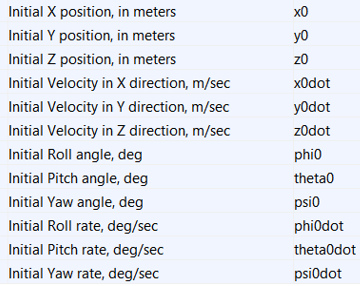 Initial X position, in meters x0
Initial Y position, in meters y0
Initial Z position, in meters z0
Initial Velocity in X direction, m/sec x0dot
Initial Velocity in Y direction, m/sec y0dot
Initial Velocity in Z direction, m/sec z0dot
Initial Roll angle, deg phi0
Initial Pitch angle, deg theta0
Initial Yaw angle, deg psi0
Initial Roll rate, deg/sec phi0dot
Initial Pitch rate, deg/sec theta0dot
Initial Yaw rate, deg/sec psi0dot